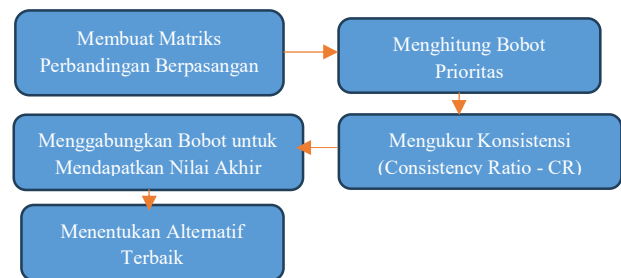 Membuat Matriks
Perbandingan Berpasangan
Menghitung Bobot
Prioritas
Mengukur Konsistensi
(Consistency Ratio - CR)
Menggabungkan Bobot untuk
Mendapatkan Nilai Akhir
Menentukan Alternatif
Terbaik